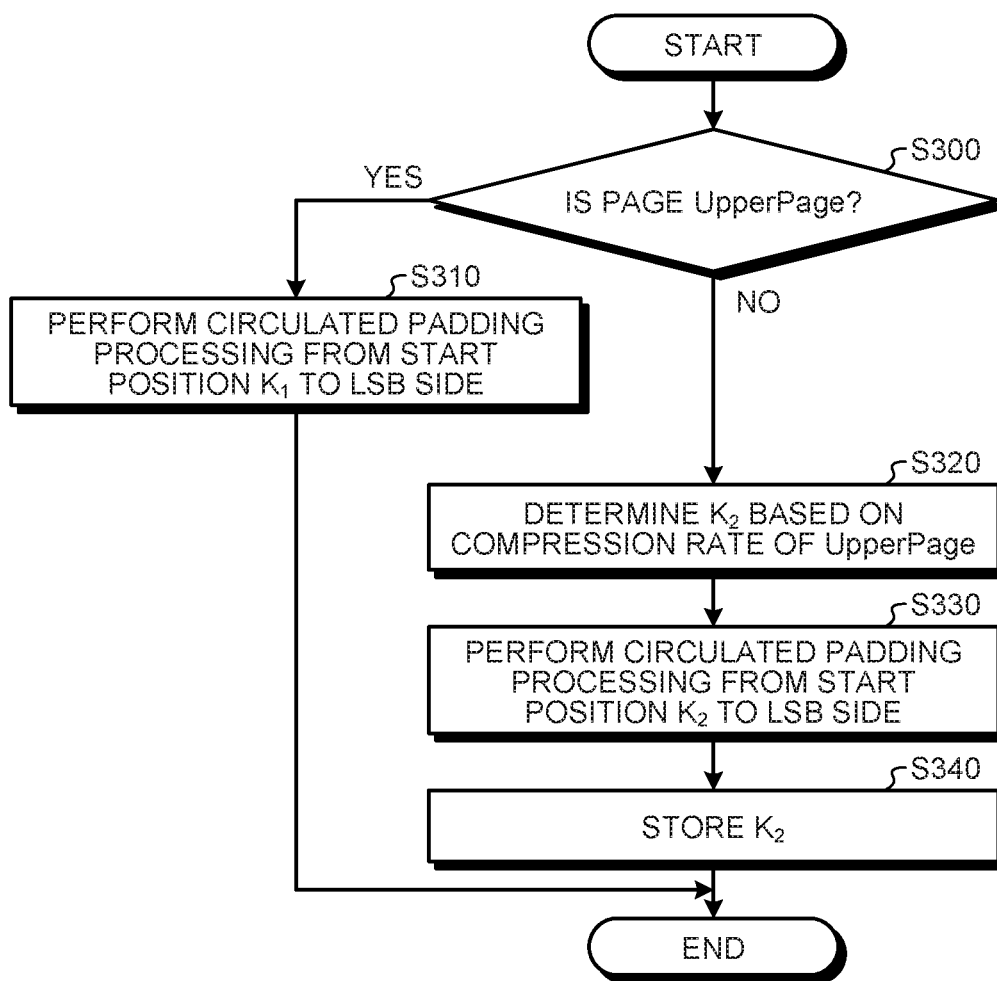 START
S300
YES
IS PAGE UpperPage?
S310
NO
PERFORM CIRCULATED PADDING
PROCESSING FROM START
POSITION K₁ TO LSB SIDE
S320
DETERMINE K₂ BASED ON
COMPRESSION RATE OF UpperPage
S330
PERFORM CIRCULATED PADDING
PROCESSING FROM START
POSITION K₂ TO LSB SIDE
S340
STORE K₂
END